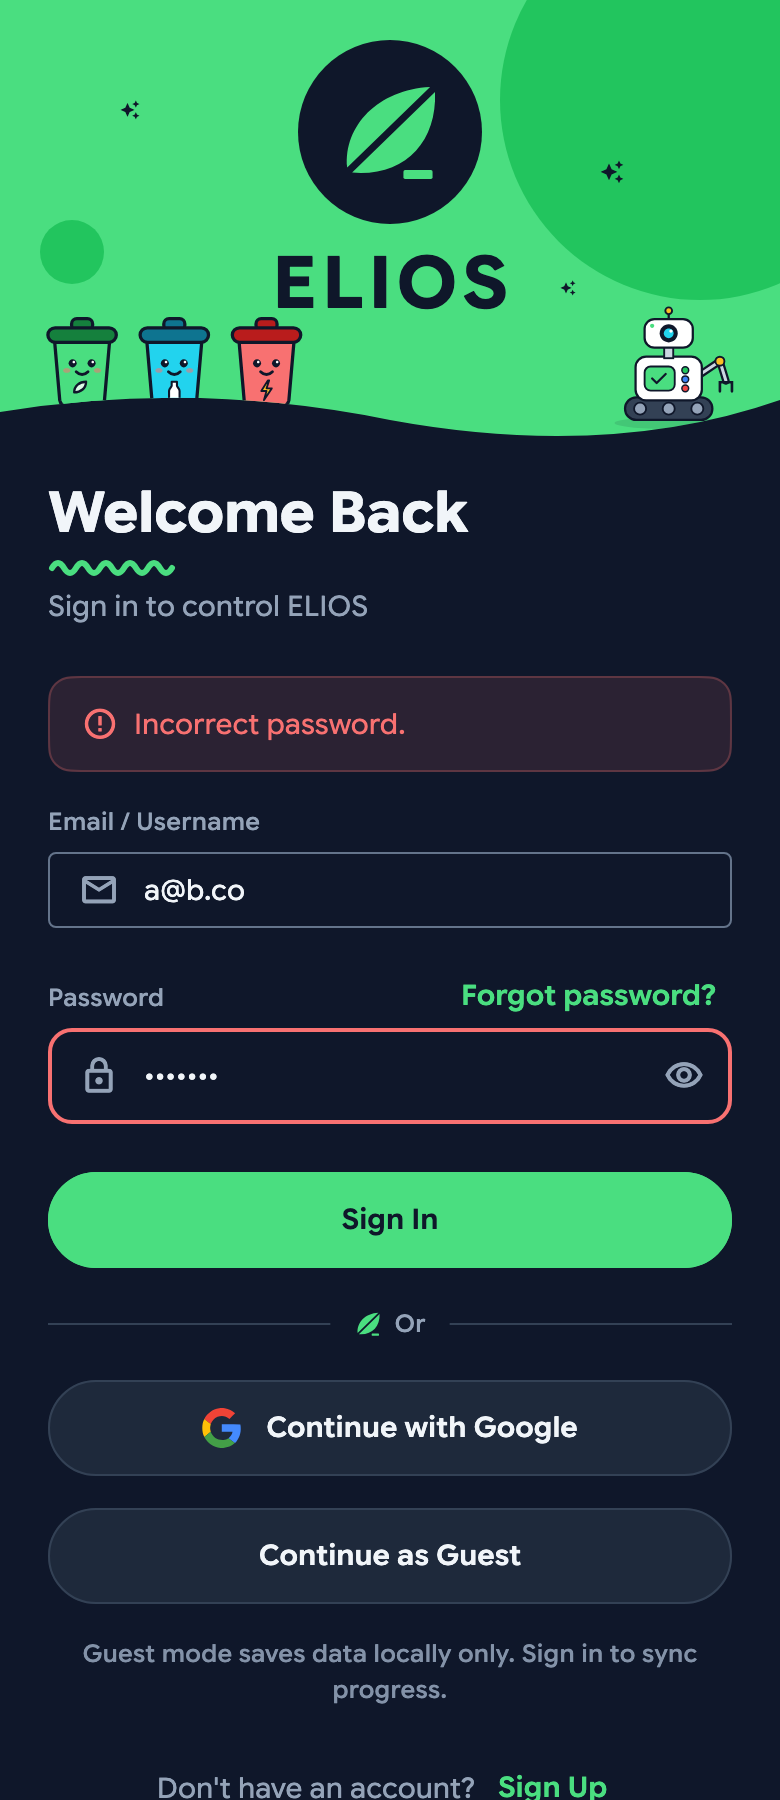 ELIOS
Welcome Back
Sign in to control ELIOS
Incorrect password.
Email / Username
a@b.co
Password
Forgot password?
•••••••
Sign In
Or
Continue with Google
Continue as Guest
Guest mode saves data locally only. Sign in to sync
progress.
Don't have an account? Sign Up